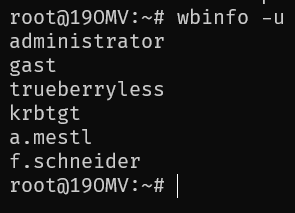 root@19OMV:~# wbinfo -u
administrator
gast
trueberryless
krbtgt
a.mestl
f.schneider
root@19OMV:~#